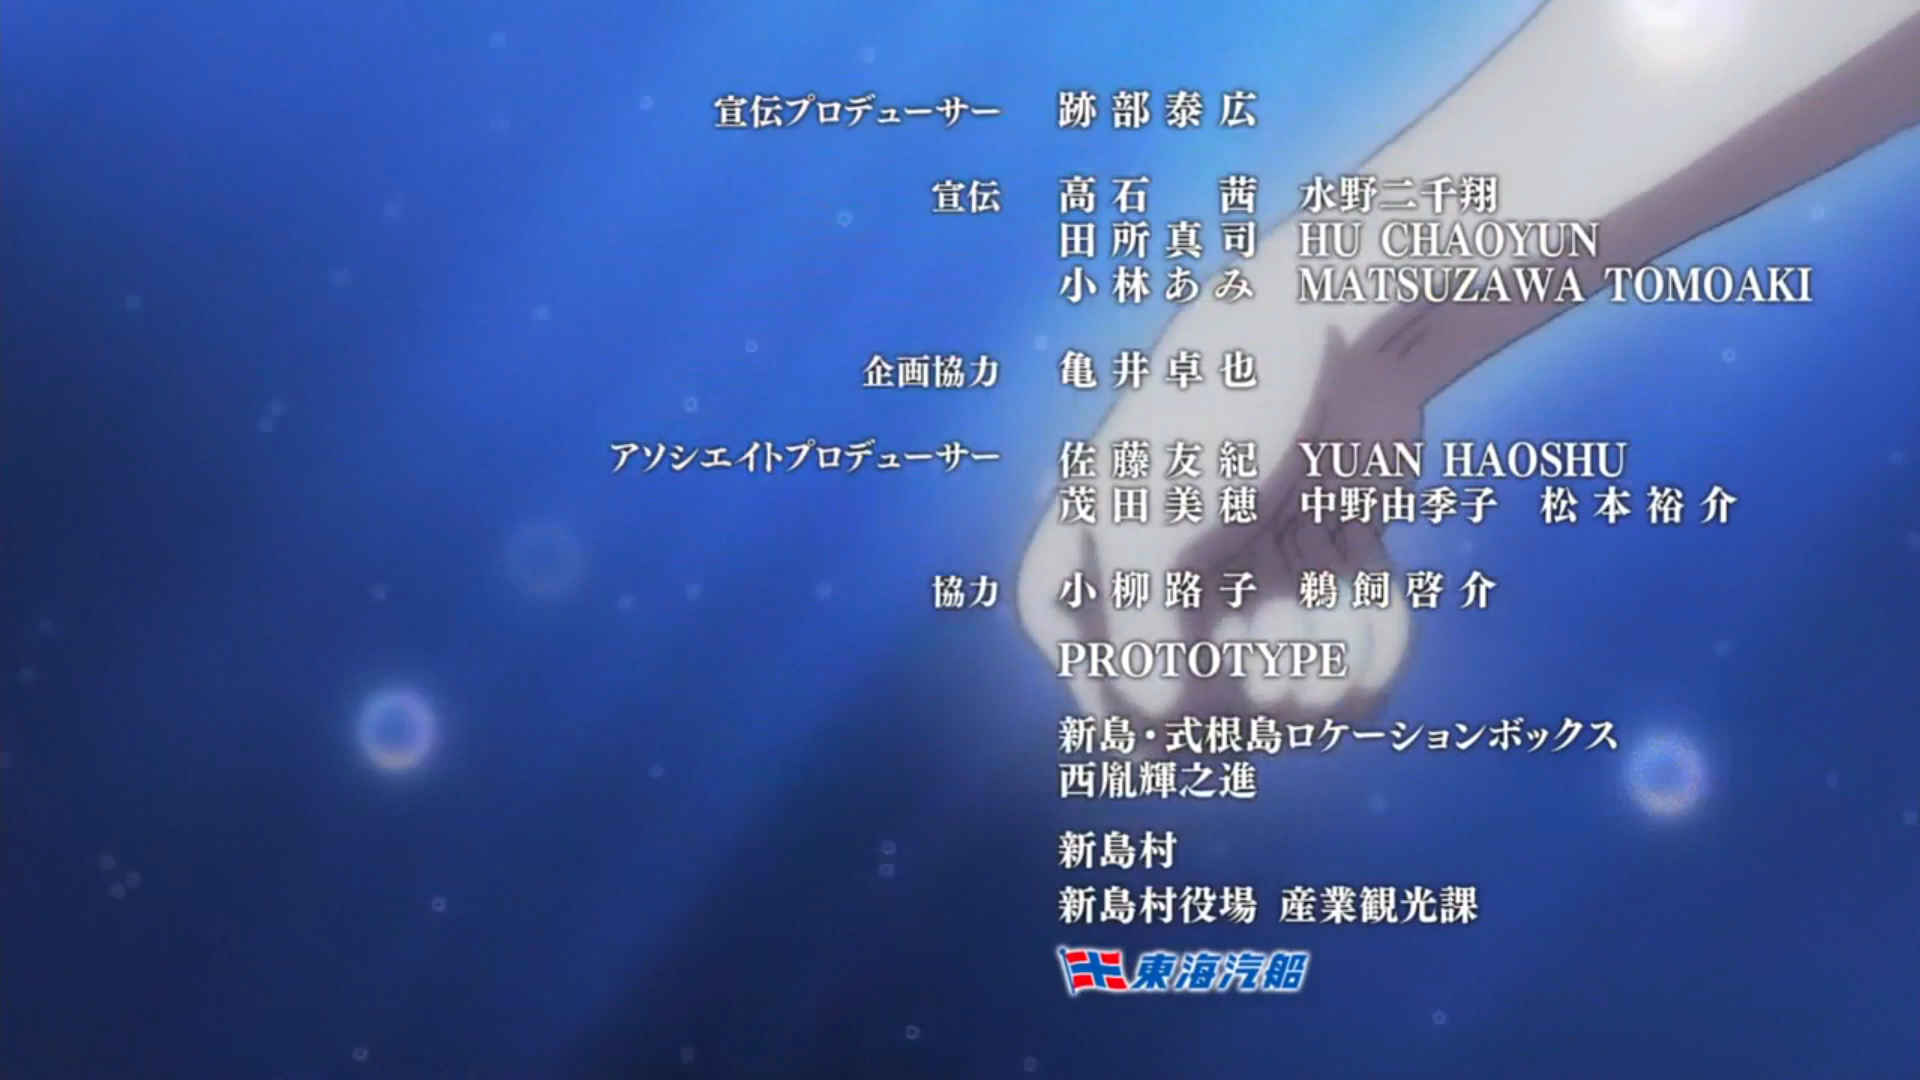 宣伝プロデューサー 跡部泰広
宣伝 高石 茜 水野二千翔
田所真司 HU CHAOYUN
小林あみ MATSUZAWA TOMOAKI
企画協力 亀井卓也
アソシエイトプロデューサー 佐藤友紀 YUAN HAOSHU
茂田美穂 中野由季子 松本裕介
協力 小柳路子 鵜飼啓介
PROTOTYPE
新島・式根島ロケーションボックス
西胤輝之進
新島村
新島村役場 産業観光課
東海汽船